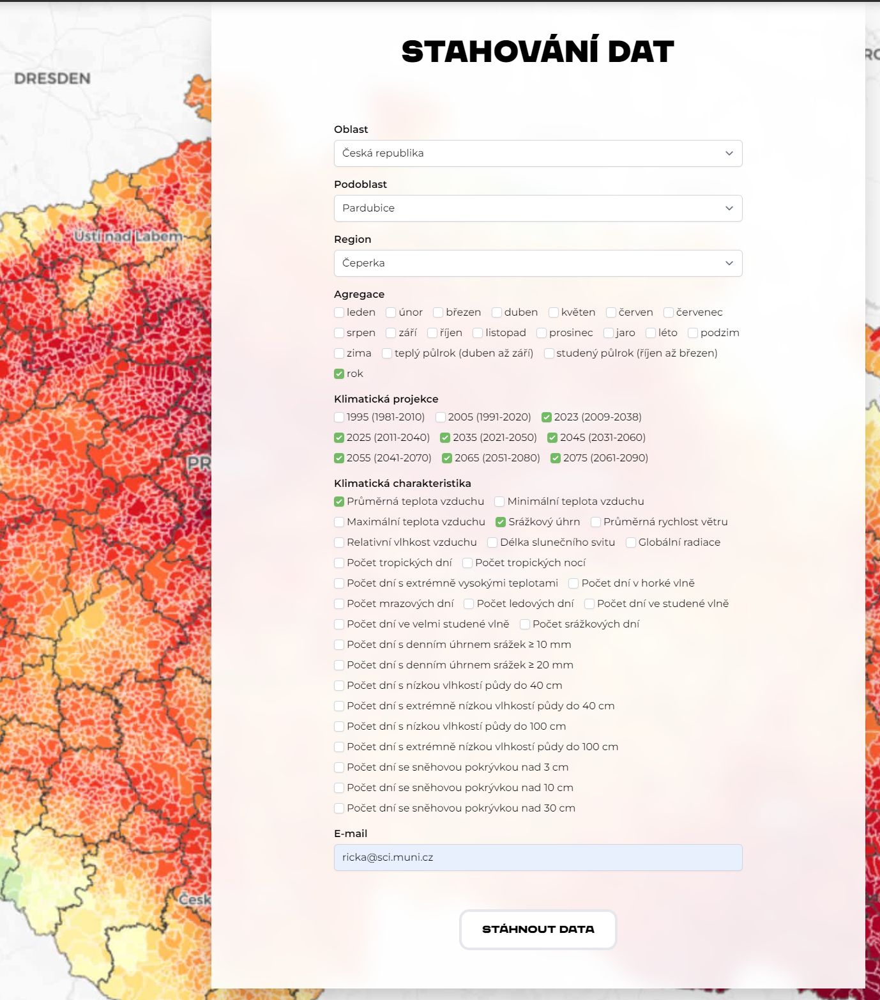 STAHOVÁNÍ DAT
DRESDEN
Oblast
Česká republika
Podoblast
Pardubice
Ústí nad Labem
Region
Čeperka
Agregace
leden únor březen duben květen červen červenec
srpen září říjen listopad prosinec jaro léto podzim
zima teplý půlrok (duben až září) studený půlrok (říjen až březen)
rok
Klimatická projekce
1995 (1981-2010) 2005 (1991-2020) 2023 (2009-2038)
2025 (2011-2040) 2035 (2021-2050) 2045 (2031-2060)
2055 (2041-2070) 2065 (2051-2080) 2075 (2061-2090)
PR
Klimatická charakteristika
Průměrná teplota vzduchu Minimální teplota vzduchu
Maximální teplota vzduchu Srážkový úhrn Průměrná rychlost větru
Relativní vlhkost vzduchu Délka slunečního svitu Globální radiace
Počet tropických dní Počet tropických nocí
Počet dní s extrémně vysokými teplotami Počet dní v horké vlně
Počet mrazových dní Počet ledových dní Počet dní ve studené vlně
Počet dní ve velmi studené vlně Počet srážkových dní
Počet dní s denním úhrnem srážek ≥ 10 mm
Počet dní s denním úhrnem srážek ≥ 20 mm
Počet dní s nízkou vlhkostí půdy do 40 cm
Počet dní s extrémně nízkou vlhkostí půdy do 40 cm
Počet dní s nízkou vlhkostí půdy do 100 cm
Počet dní s extrémně nízkou vlhkostí půdy do 100 cm
Počet dní se sněhovou pokrývkou nad 3 cm
Počet dní se sněhovou pokrývkou nad 10 cm
Počet dní se sněhovou pokrývkou nad 30 cm
E-mail
ricka@sci.muni.cz
Česk
STÁHNOUT DATA